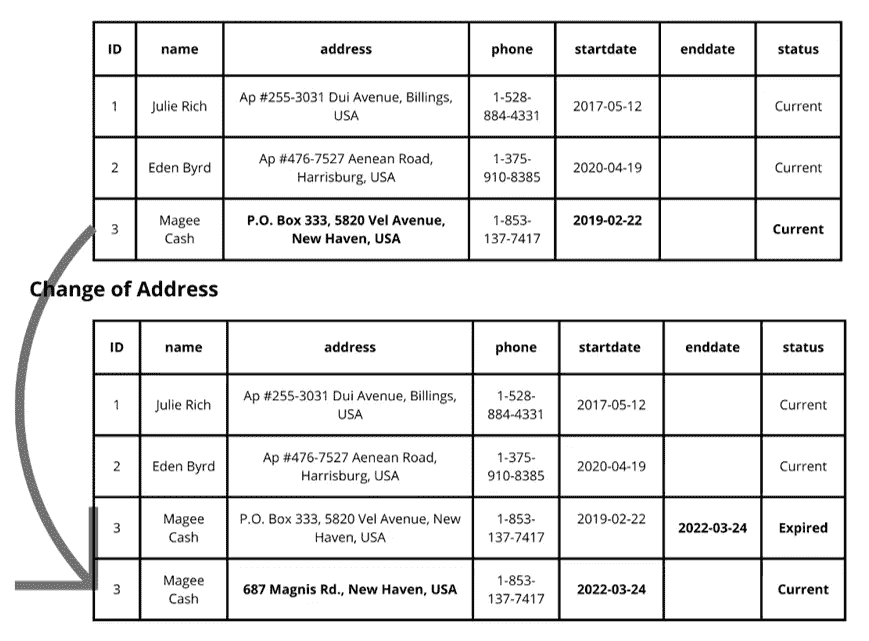 ID name address phone startdate enddate status
1 Julie Rich Ap #255-3031 Dui Avenue, Billings, USA 1-528-884-4331 2017-05-12 Current
2 Eden Byrd Ap #476-7527 Aenean Road, Harrisburg, USA 1-375-910-8385 2020-04-19 Current
3 Magee Cash P.O. Box 333, 5820 Vel Avenue, New Haven, USA 1-853-137-7417 2019-02-22 Current
Change of Address
ID name address phone startdate enddate status
1 Julie Rich Ap #255-3031 Dui Avenue, Billings, USA 1-528-884-4331 2017-05-12 Current
2 Eden Byrd Ap #476-7527 Aenean Road, Harrisburg, USA 1-375-910-8385 2020-04-19 Current
3 Magee Cash P.O. Box 333, 5820 Vel Avenue, New Haven, USA 1-853-137-7417 2019-02-22 2022-03-24 Expired
3 Magee Cash 687 Magnis Rd., New Haven, USA 1-853-137-7417 2022-03-24 Current